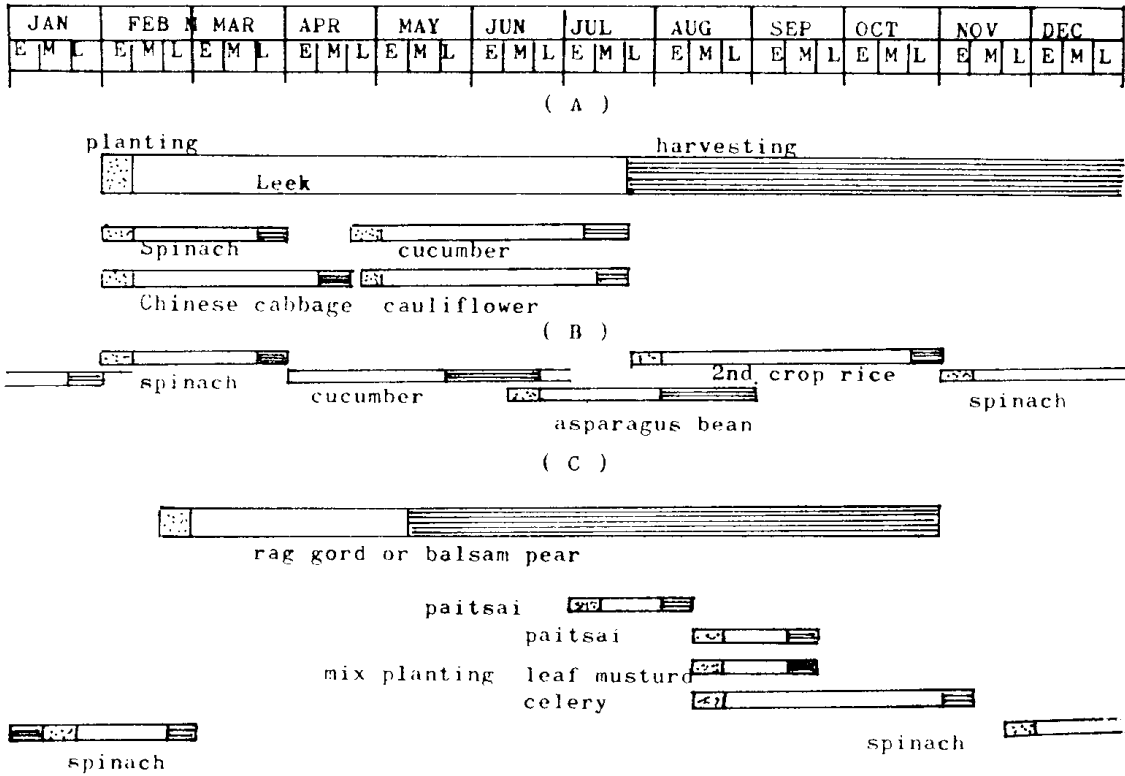 JAN FEB M MAR APR MAY JUN JUL AUG SEP OCT NOV DEC
E M L E M L E M L E M L E M L E M L E M L E M L E M L E M L E M L E M L
( A )
planting harvesting
Leek
Spinach cucumber
Chinese cabbage cauliflower
( B )
spinach cucumber 2nd crop rice spinach
asparagus bean
( C )
rag gord or balsam pear
paitsai
paitsai
mix planting leaf musturd
celery
spinach spinach